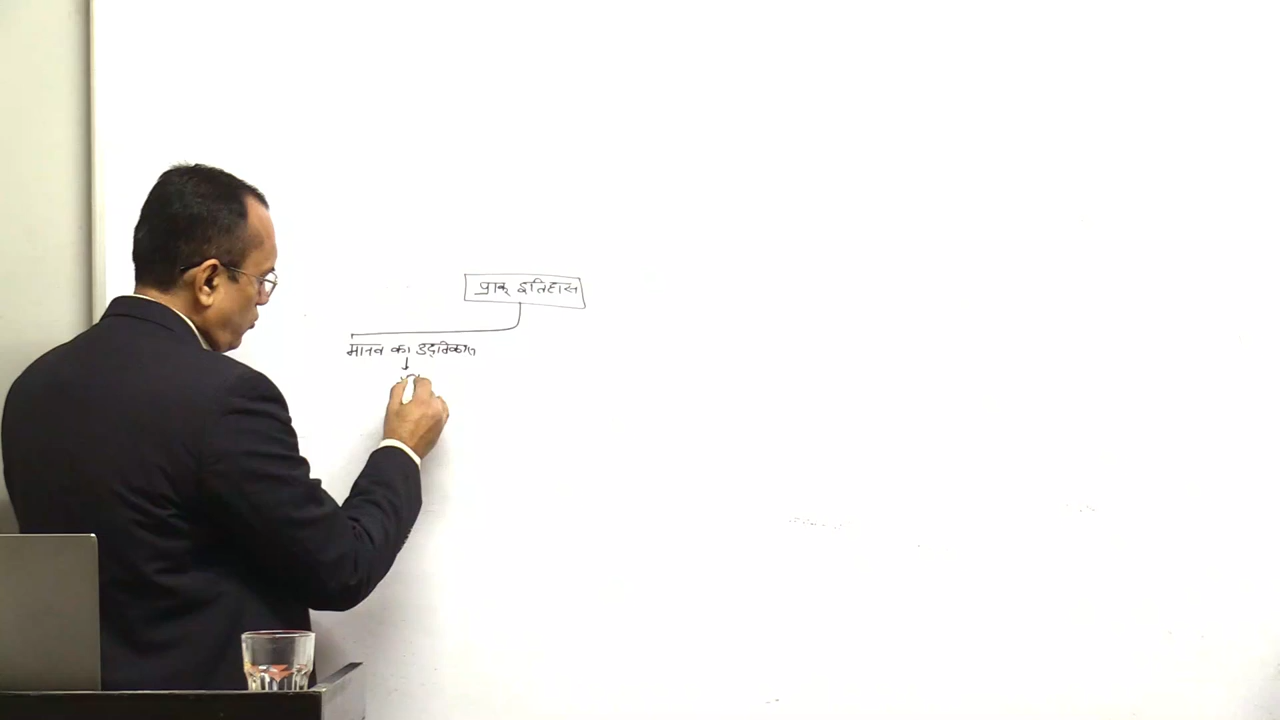 प्राक् इतिहास
मानव का उद्विकास